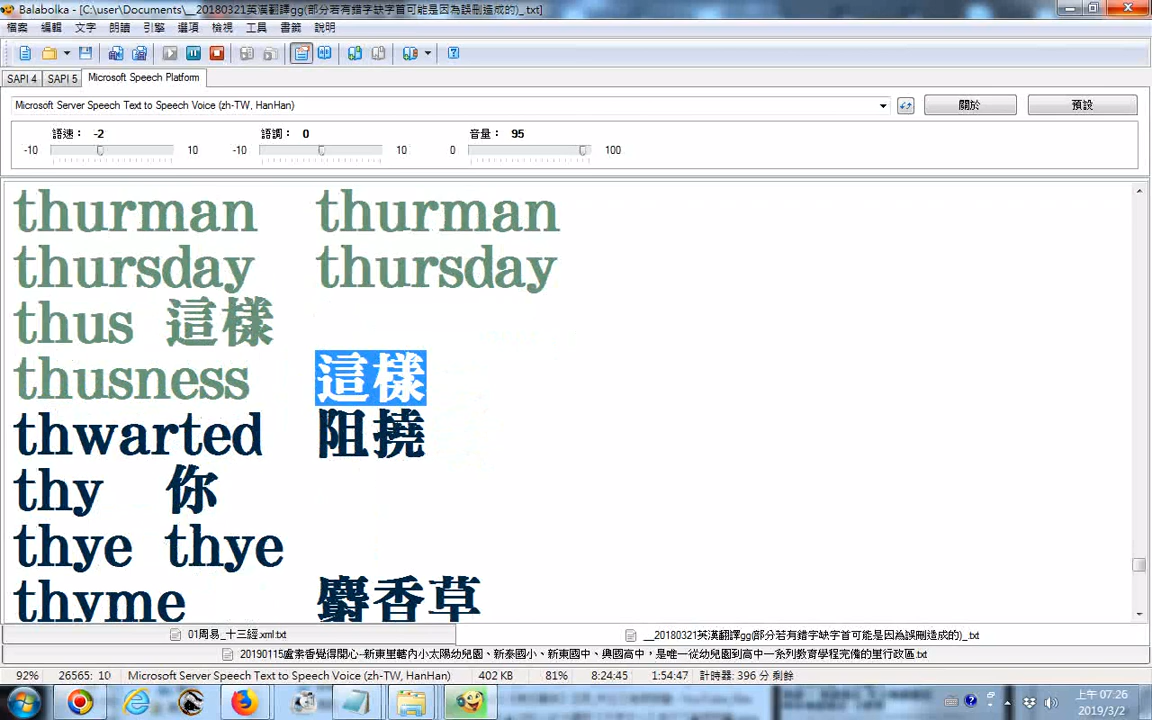 Balabolka - [C:\user\Documents\__20180321英漢翻譯gg(部分若有錯字缺字首可能是因為誤刪造成的)_.txt]
檔案 編輯 文字 朗讀 引擎 選項 檢視 工具 書籤 說明
SAPI 4 SAPI 5 Microsoft Speech Platform
Microsoft Server Speech Text to Speech Voice (zh-TW, HanHan) 關於 預設
語速： -2 語調： 0 音量： 95
-10 10 -10 10 0 100
thurman thurman
thursday thursday
thus 這樣
thusness 這樣
thwarted 阻撓
thy 你
thye thye
thyme 麝香草
01周易_十三經.xml.txt __20180321英漢翻譯gg(部分若有錯字缺字首可能是因為誤刪造成的)_.txt
20190115盧素香覺得開心--新東里轄內小太陽幼兒園、新泰國小、新東國中、興國高中，是唯一從幼兒園到高中一系列教育學程完備的里行政區.txt
92% 26565: 10 Microsoft Server Speech Text to Speech Voice (zh-TW, HanHan) 402 KB 81% 8:24:45 1:54:47 計時器: 396 分 剩餘
上午 07:26
2019/3/2